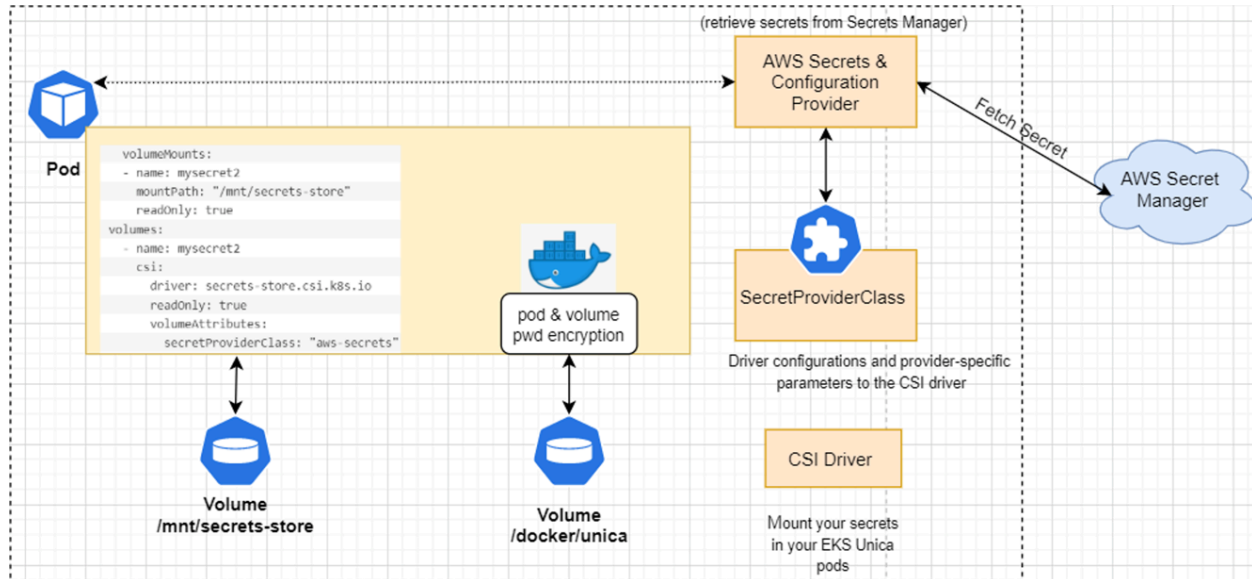 (retrieve secrets from Secrets Manager)
AWS Secrets &
Configuration
Provider
Fetch Secret
AWS Secret
Manager
Pod
volumeMounts:
- name: mysecret2
mountPath: "/mnt/secrets-store"
readOnly: true
volumes:
- name: mysecret2
csi:
driver: secrets-store.csi.k8s.io
readOnly: true
volumeAttributes:
secretProviderClass: "aws-secrets"
pod & volume
pwd encryption
SecretProviderClass
Driver configurations and provider-specific
parameters to the CSI driver
CSI Driver
Mount your secrets
in your EKS Unica
pods
Volume
/mnt/secrets-store
Volume
/docker/unica